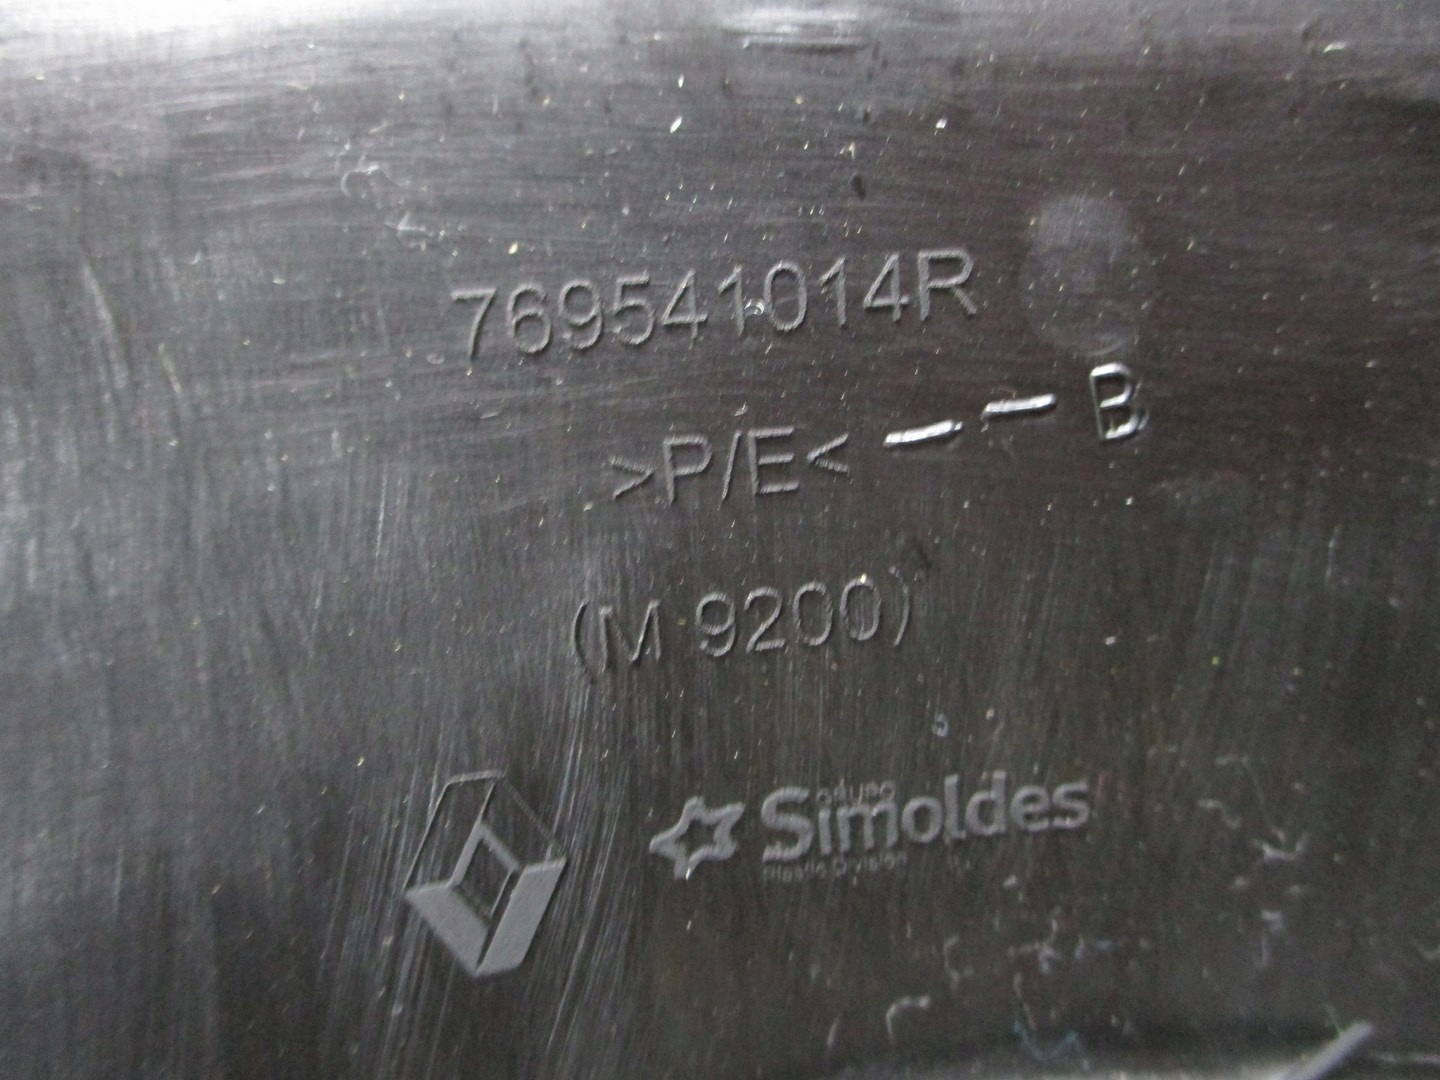 769541014R
>P/E< -- B
(M 9200)
GRUPO
Simoldes
Plastic Division